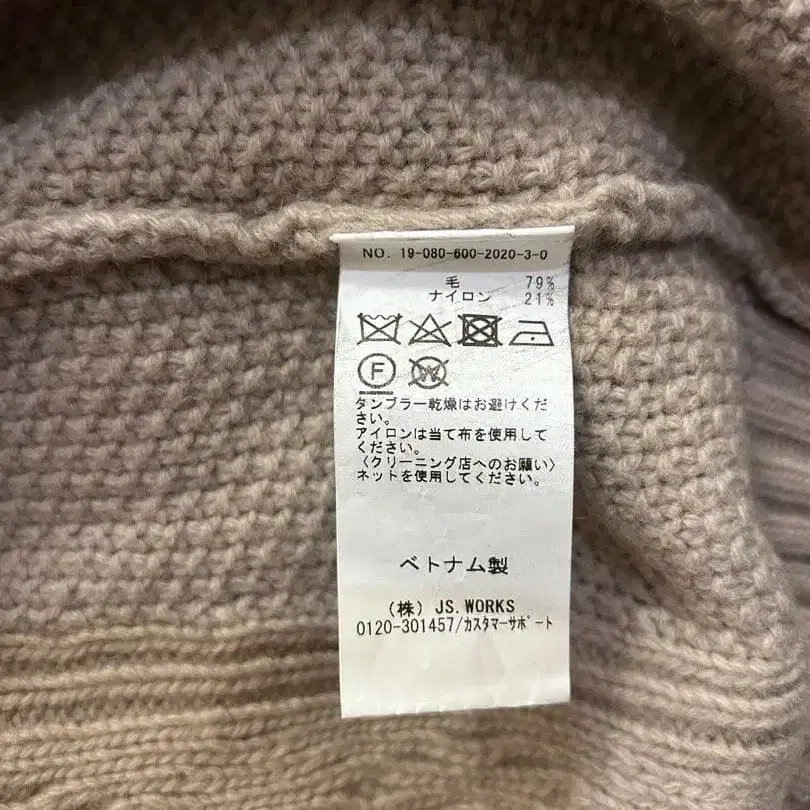 NO. 19-080-600-2020-3-0
毛 79%
ナイロン 21%
F W
タンブラー乾燥はお避けくだ
さい。
アイロンは当て布を使用して
ください。
〈クリーニング店へのお願い〉
ネットを使用してください。
ベトナム製
(株) JS.WORKS
0120-301457/カスタマーサポート